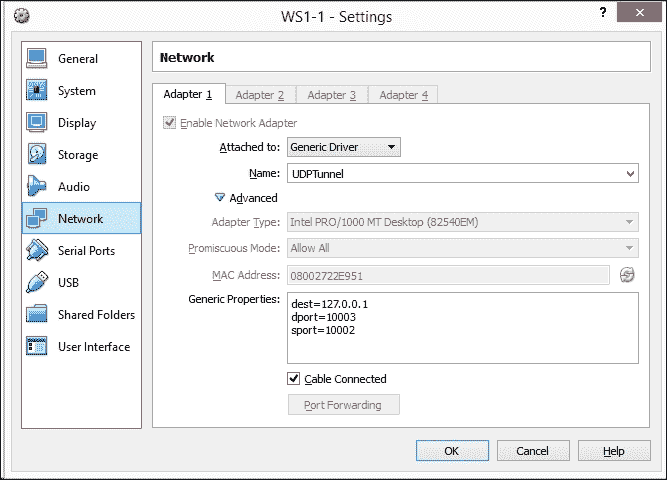 WS1-1 - Settings
?
x
General
System
Display
Storage
Audio
Network
Serial Ports
USB
Shared Folders
User Interface
Network
Adapter 1
Adapter 2
Adapter 3
Adapter 4
Enable Network Adapter
Attached to: Generic Driver
Name: UDPTunnel
Advanced
Adapter Type: Intel PRO/1000 MT Desktop (82540EM)
Promiscuous Mode: Allow All
MAC Address: 08002722E951
Generic Properties:
dest=127.0.0.1
dport=10003
sport=10002
Cable Connected
Port Forwarding
OK
Cancel
Help